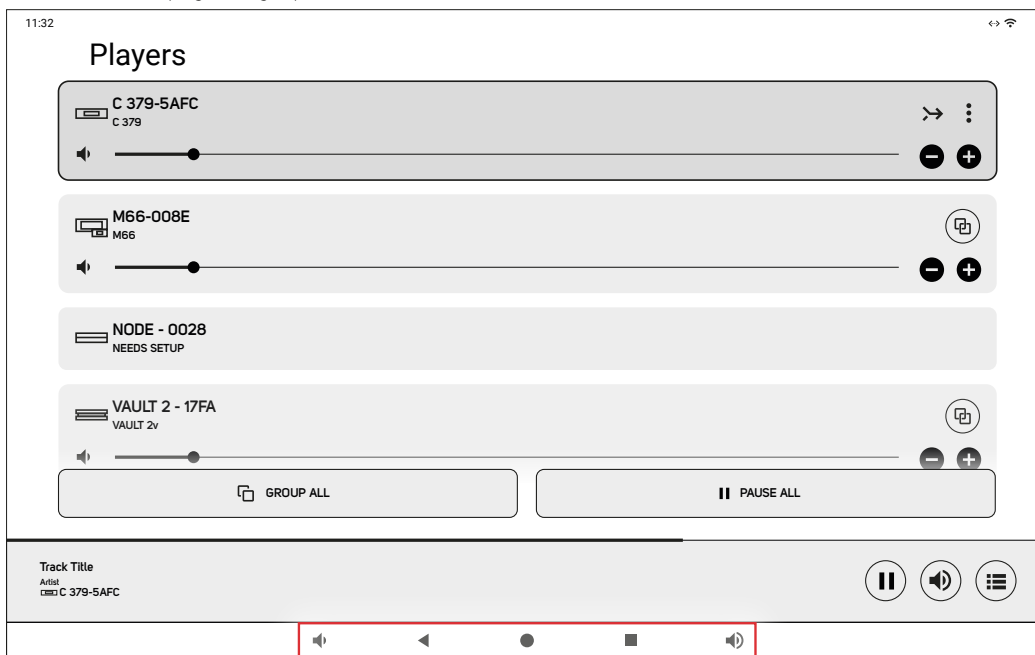 11:32
Players
C 379-5AFC
C 379
M66-008E
M66
NODE - 0028
NEEDS SETUP
VAULT 2 - 17FA
VAULT 2v
GROUP ALL
PAUSE ALL
Track Title
Artist
C 379-5AFC